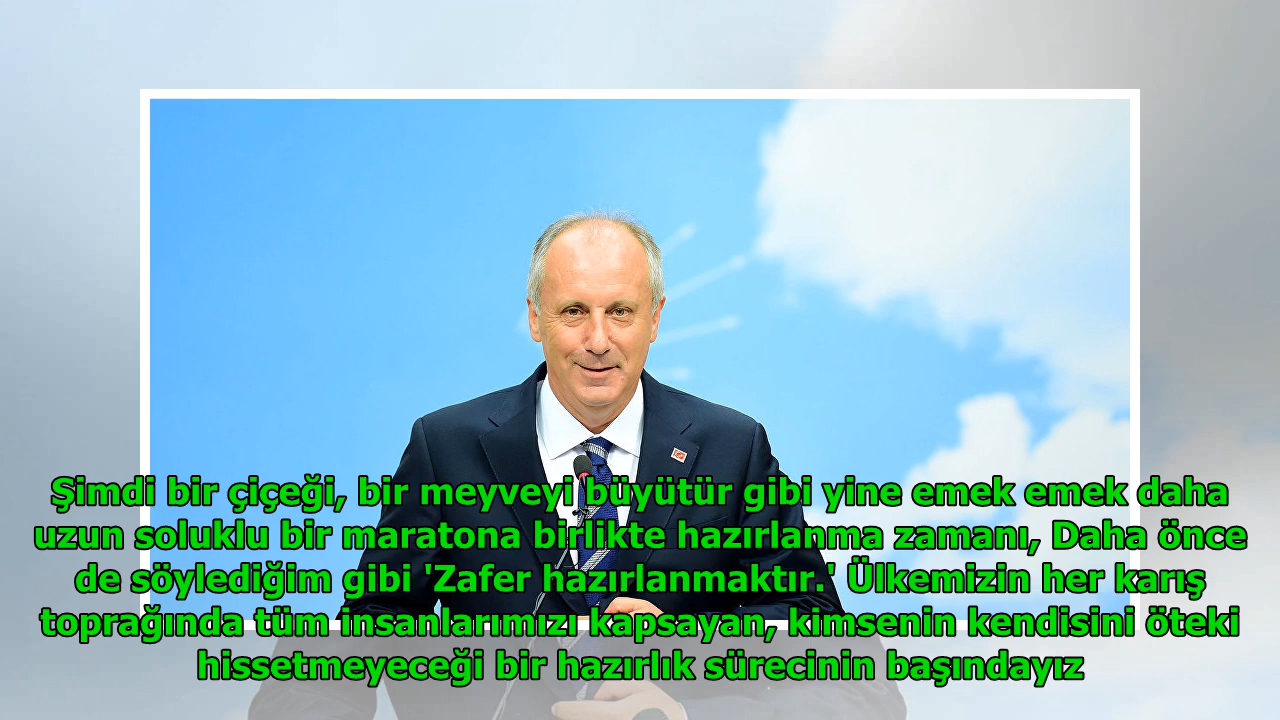 Şimdi bir çiçeği, bir meyveyi büyütür gibi yine emek emek daha
uzun soluklu bir maratona birlikte hazırlanma zamanı, Daha önce
de söylediğim gibi 'Zafer hazırlanmaktır.' Ülkemizin her karış
toprağında tüm insanlarımızı kapsayan, kimsenin kendisini öteki
hissetmeyeceği bir hazırlık sürecinin başındayız